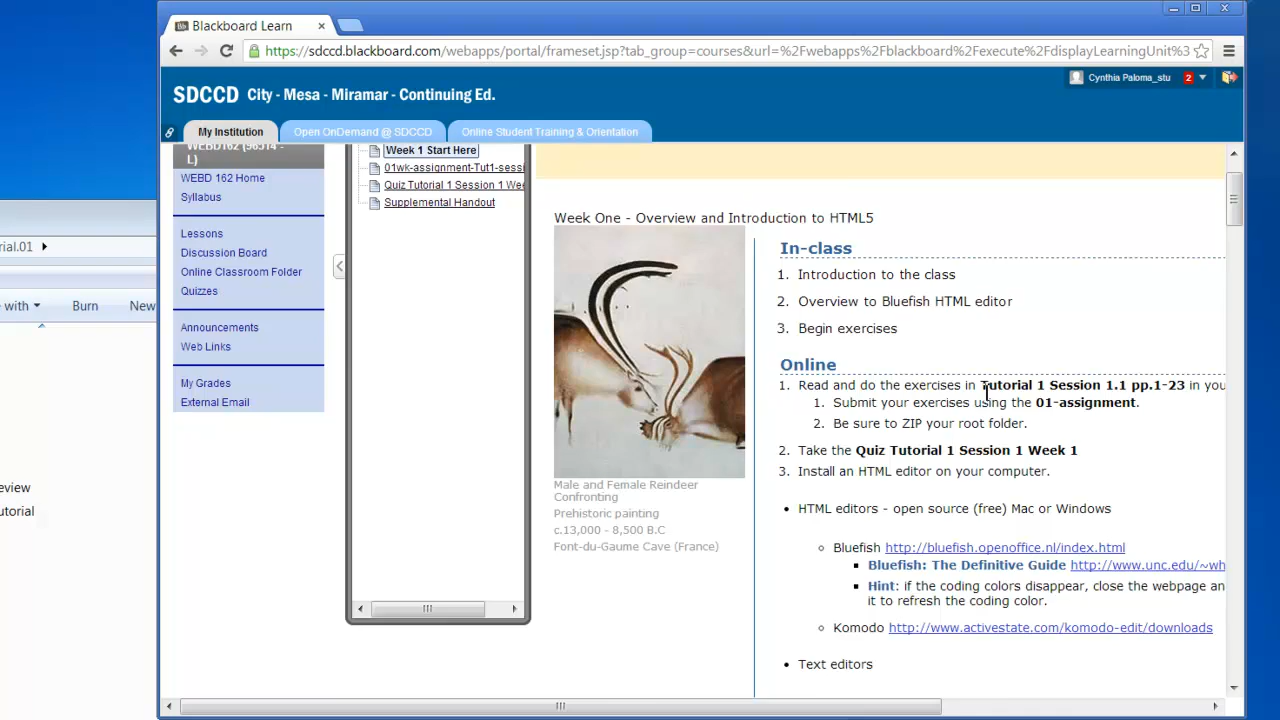 Blackboard Learn
https://sdccd.blackboard.com/webapps/portal/frameset.jsp?tab_group=courses&url=%2Fwebapps%2Fblackboard%2Fexecute%2FdisplayLearningUnit%3
SDCCD City - Mesa - Miramar - Continuing Ed.
Cynthia Paloma_stu 2
My Institution
Open OnDemand @ SDCCD
Online Student Training & Orientation
WEBD162 (96514 -
L)
WEBD 162 Home
Syllabus
Lessons
Discussion Board
Online Classroom Folder
Quizzes
Announcements
Web Links
My Grades
External Email
Week 1 Start Here
01wk-assignment-Tut1-sessi
Quiz Tutorial 1 Session 1 Wee
Supplemental Handout
Week One - Overview and Introduction to HTML5
In-class
1. Introduction to the class
2. Overview to Bluefish HTML editor
3. Begin exercises
Online
1. Read and do the exercises in Tutorial 1 Session 1.1 pp.1-23 in you
1. Submit your exercises using the 01-assignment.
2. Be sure to ZIP your root folder.
2. Take the Quiz Tutorial 1 Session 1 Week 1
3. Install an HTML editor on your computer.
HTML editors - open source (free) Mac or Windows
Bluefish http://bluefish.openoffice.nl/index.html
Bluefish: The Definitive Guide http://www.unc.edu/~wh
Hint: if the coding colors disappear, close the webpage an
it to refresh the coding color.
Komodo http://www.activestate.com/komodo-edit/downloads
Text editors
Male and Female Reindeer
Confronting
Prehistoric painting
c.13,000 - 8,500 B.C
Font-du-Gaume Cave (France)
ial.01
with
Burn
New
eview
utorial